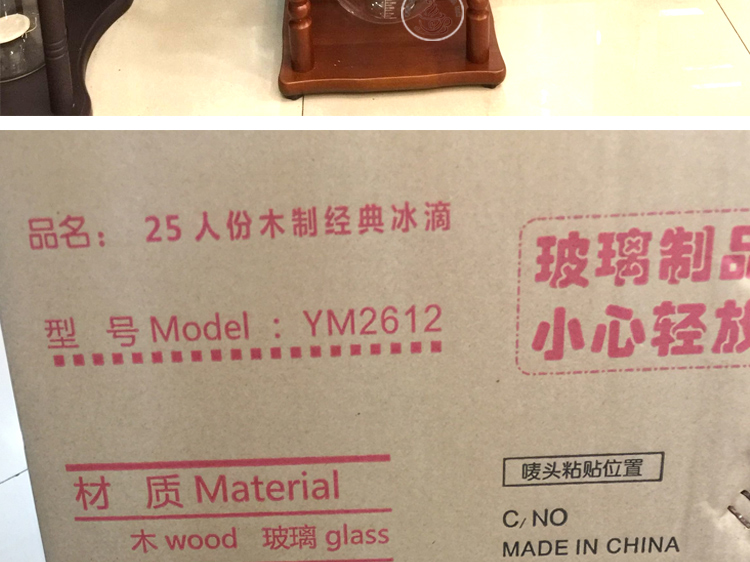 品名： 25人份木制经典冰滴
型 号 Model ： YM2612
玻璃制品
小心轻放
材 质 Material
木 wood 玻璃 glass
唛头粘贴位置
C/NO
MADE IN CHINA